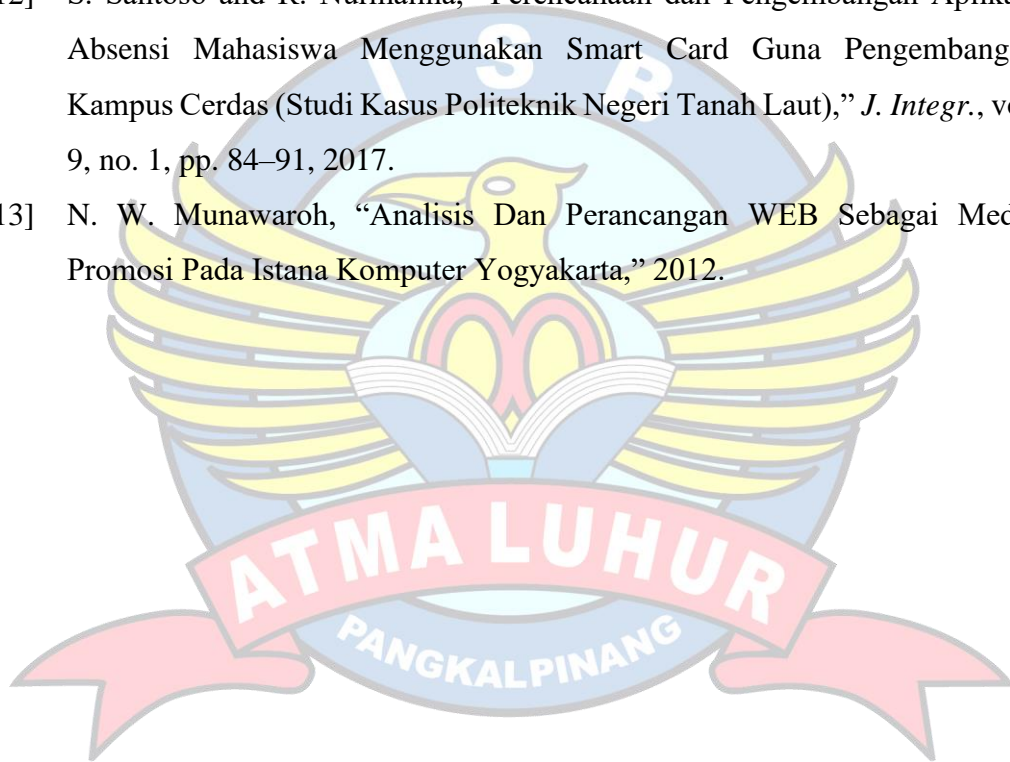 12] S. Santoso and R. Nurmalina, “Perencanaan dan Pengembangan Aplika
Absensi Mahasiswa Menggunakan Smart Card Guna Pengembang
Kampus Cerdas (Studi Kasus Politeknik Negeri Tanah Laut),” J. Integr., vo
9, no. 1, pp. 84–91, 2017.
13] N. W. Munawaroh, “Analisis Dan Perancangan WEB Sebagai Med
Promosi Pada Istana Komputer Yogyakarta,” 2012.
I S B
ATMA LUHUR
PANGKALPINANG